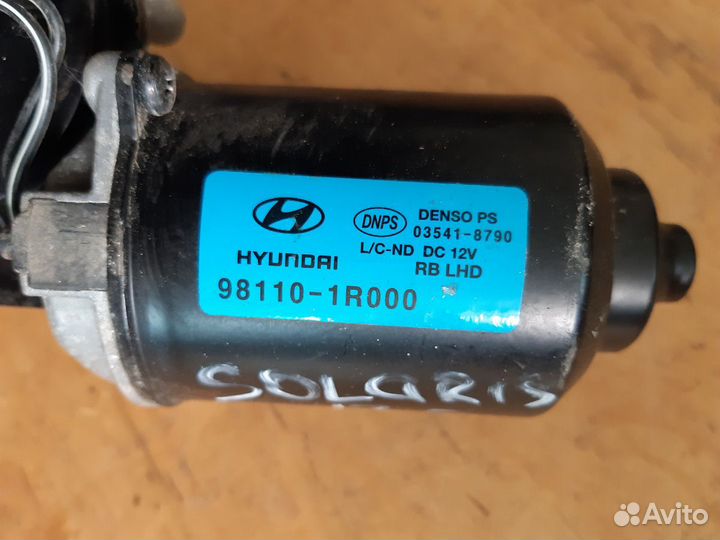 HYUNDAI
98110-1R000
DNPS
DENSO PS
03541-8790
L/C-ND DC 12V
RB LHD
SOLARIS
Avito